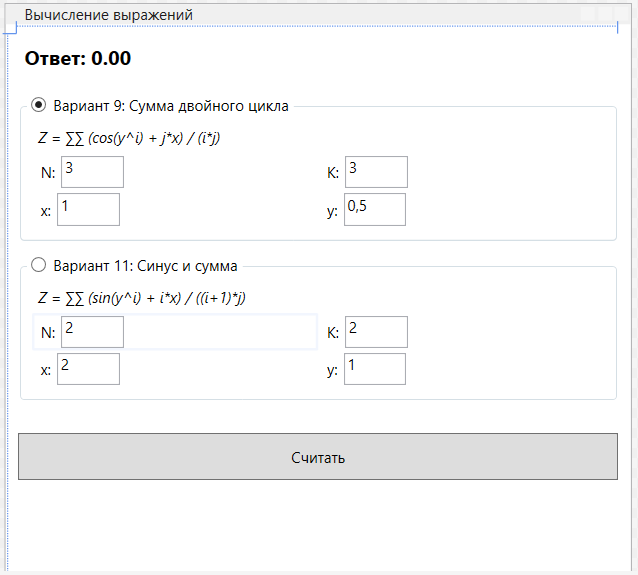 Вычисление выражений
Ответ: 0.00
Вариант 9: Сумма двойного цикла
Z = ∑∑ (cos(y^i) + j*x) / (i*j)
N: 3 K: 3
x: 1 y: 0,5
Вариант 11: Синус и сумма
Z = ∑∑ (sin(y^i) + i*x) / ((i+1)*j)
N: 2 K: 2
x: 2 y: 1
Считать